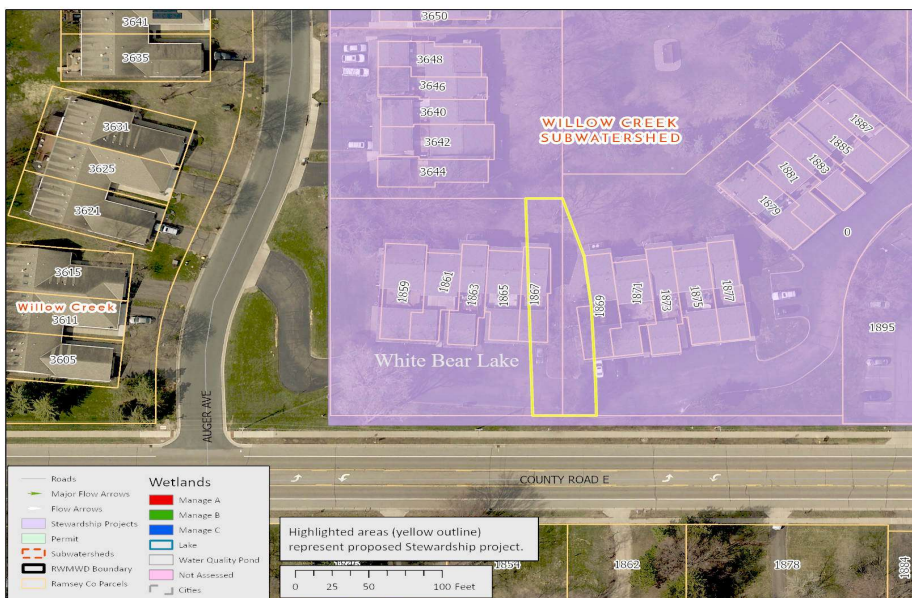 3641
3635
3650
3648
3646
3640
3642
3644
WILLOW CREEK
SUBWATERSHED
3631
3625
3621
1887
1885
1883
1881
1879
0
3615
Willow Creek
3611
3605
1859
1861
1863
1865
1867
1869
1871
1873
1875
1877
1895
White Bear Lake
AUGER AVE
COUNTY ROAD E
Roads
Major Flow Arrows
Flow Arrows
Stewardship Projects
Permit
Subwatersheds
RWMWD Boundary
Ramsey Co Parcels
Wetlands
Manage A
Manage B
Manage C
Lake
Water Quality Pond
Not Assessed
Cities
Highlighted areas (yellow outline)
represent proposed Stewardship project.
0 25 50 100 Feet
1854
1862
1878
1884